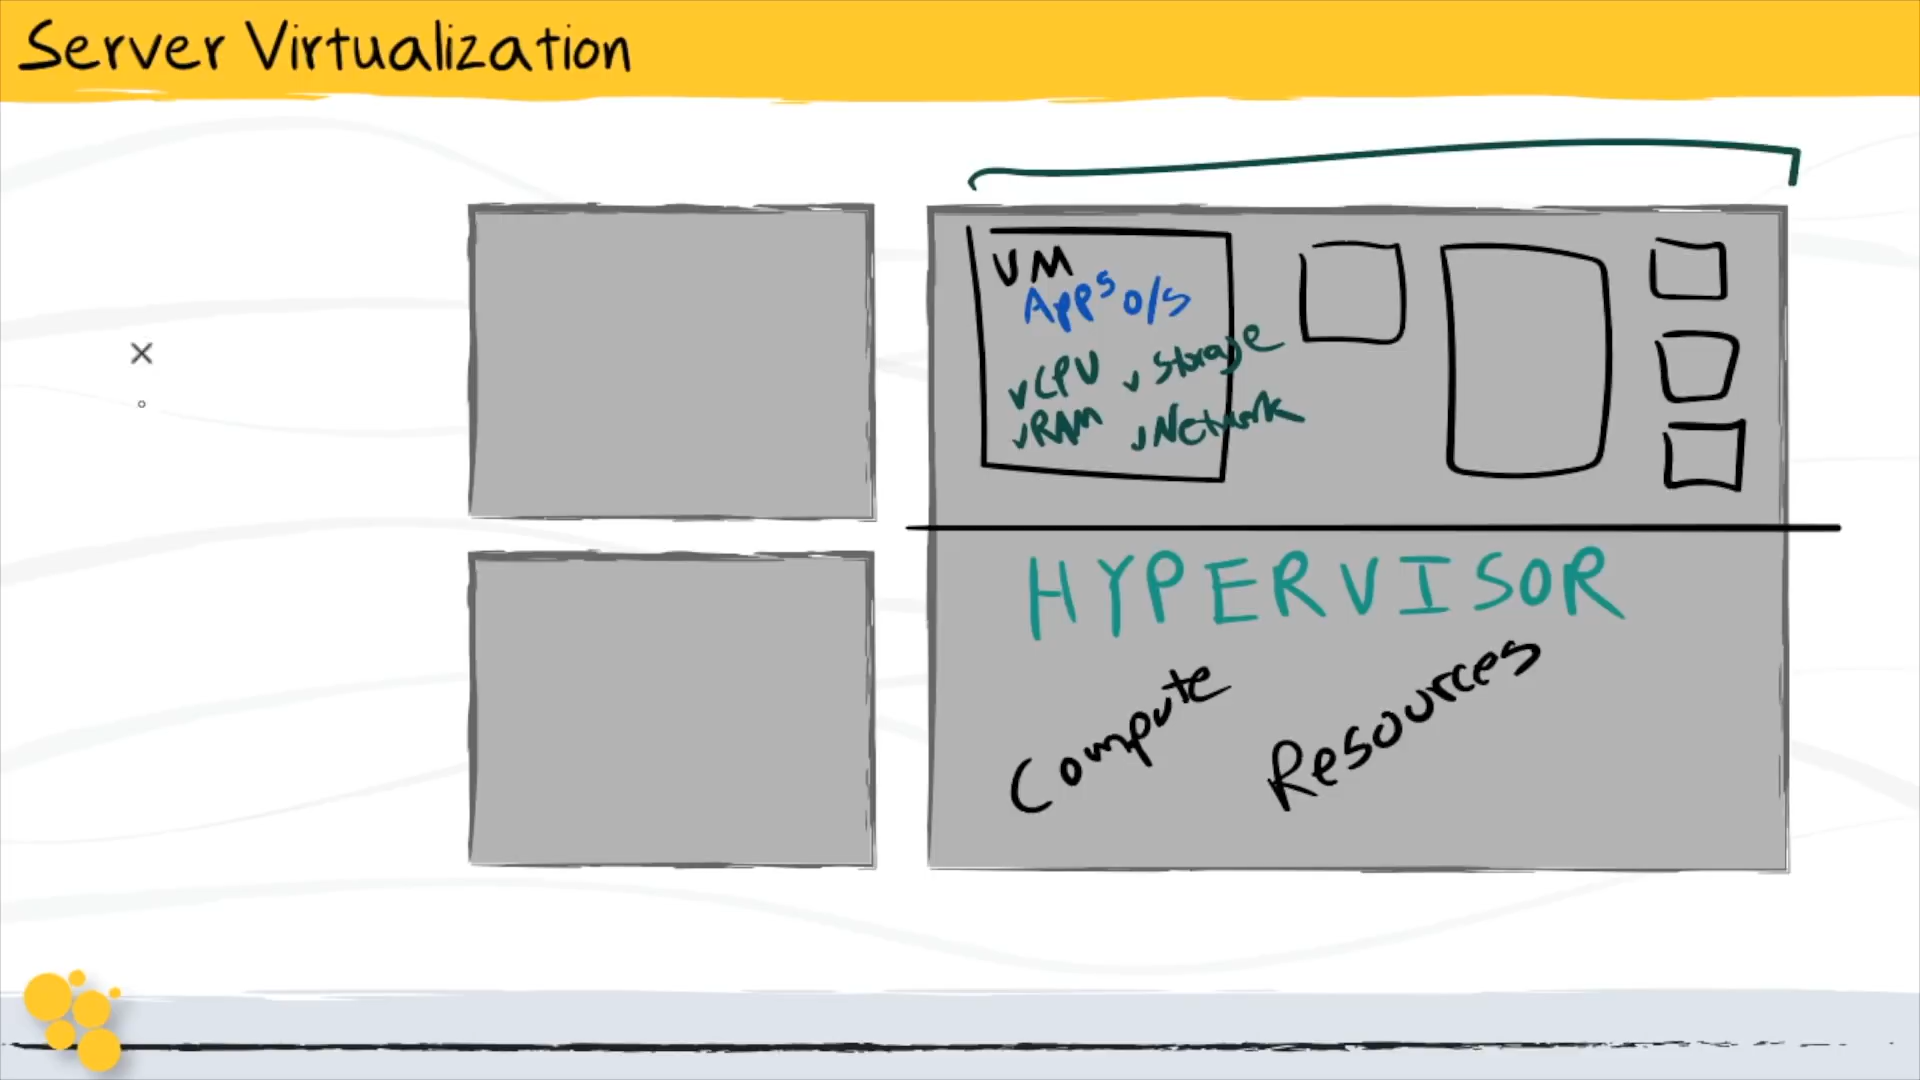 Server Virtualization
VM
Apps o/s
vCPU vStorage
vRAM vNetwork
HYPERVISOR
Compute Resources